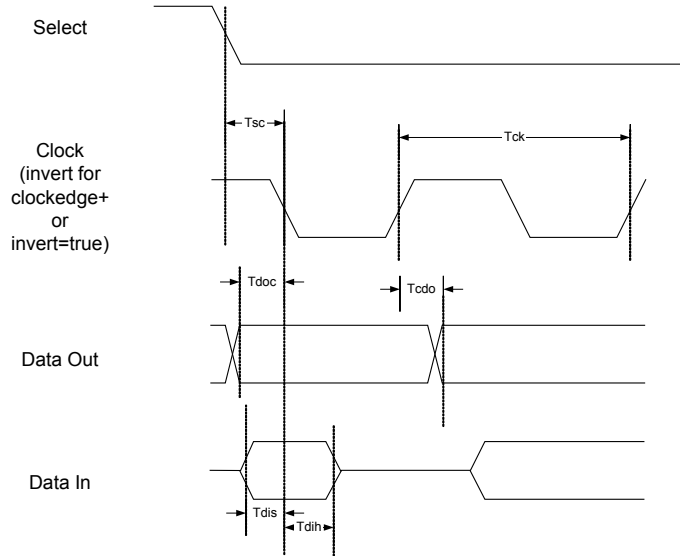 Select
Tsc
Tck
Clock
(invert for
clockedge+
or
invert=true)
Tdoc
Tcdo
Data Out
Data In
Tdis
Tdih